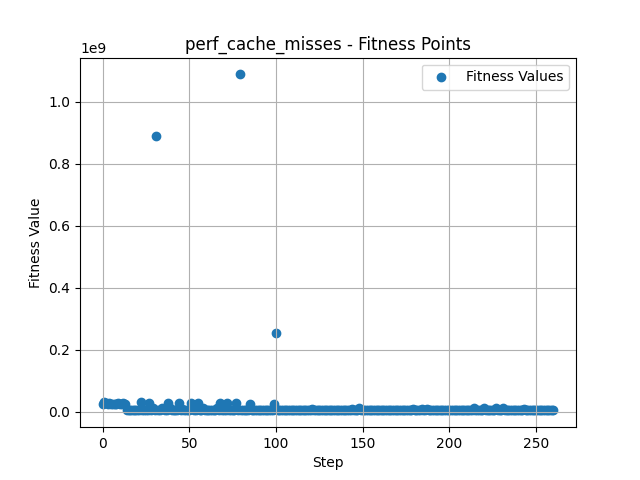 perf_cache_misses - Fitness Points
1e9
Fitness Values
1.0
0.8
0.6
0.4
0.2
0.0
Fitness Value
0 50 100 150 200 250
Step